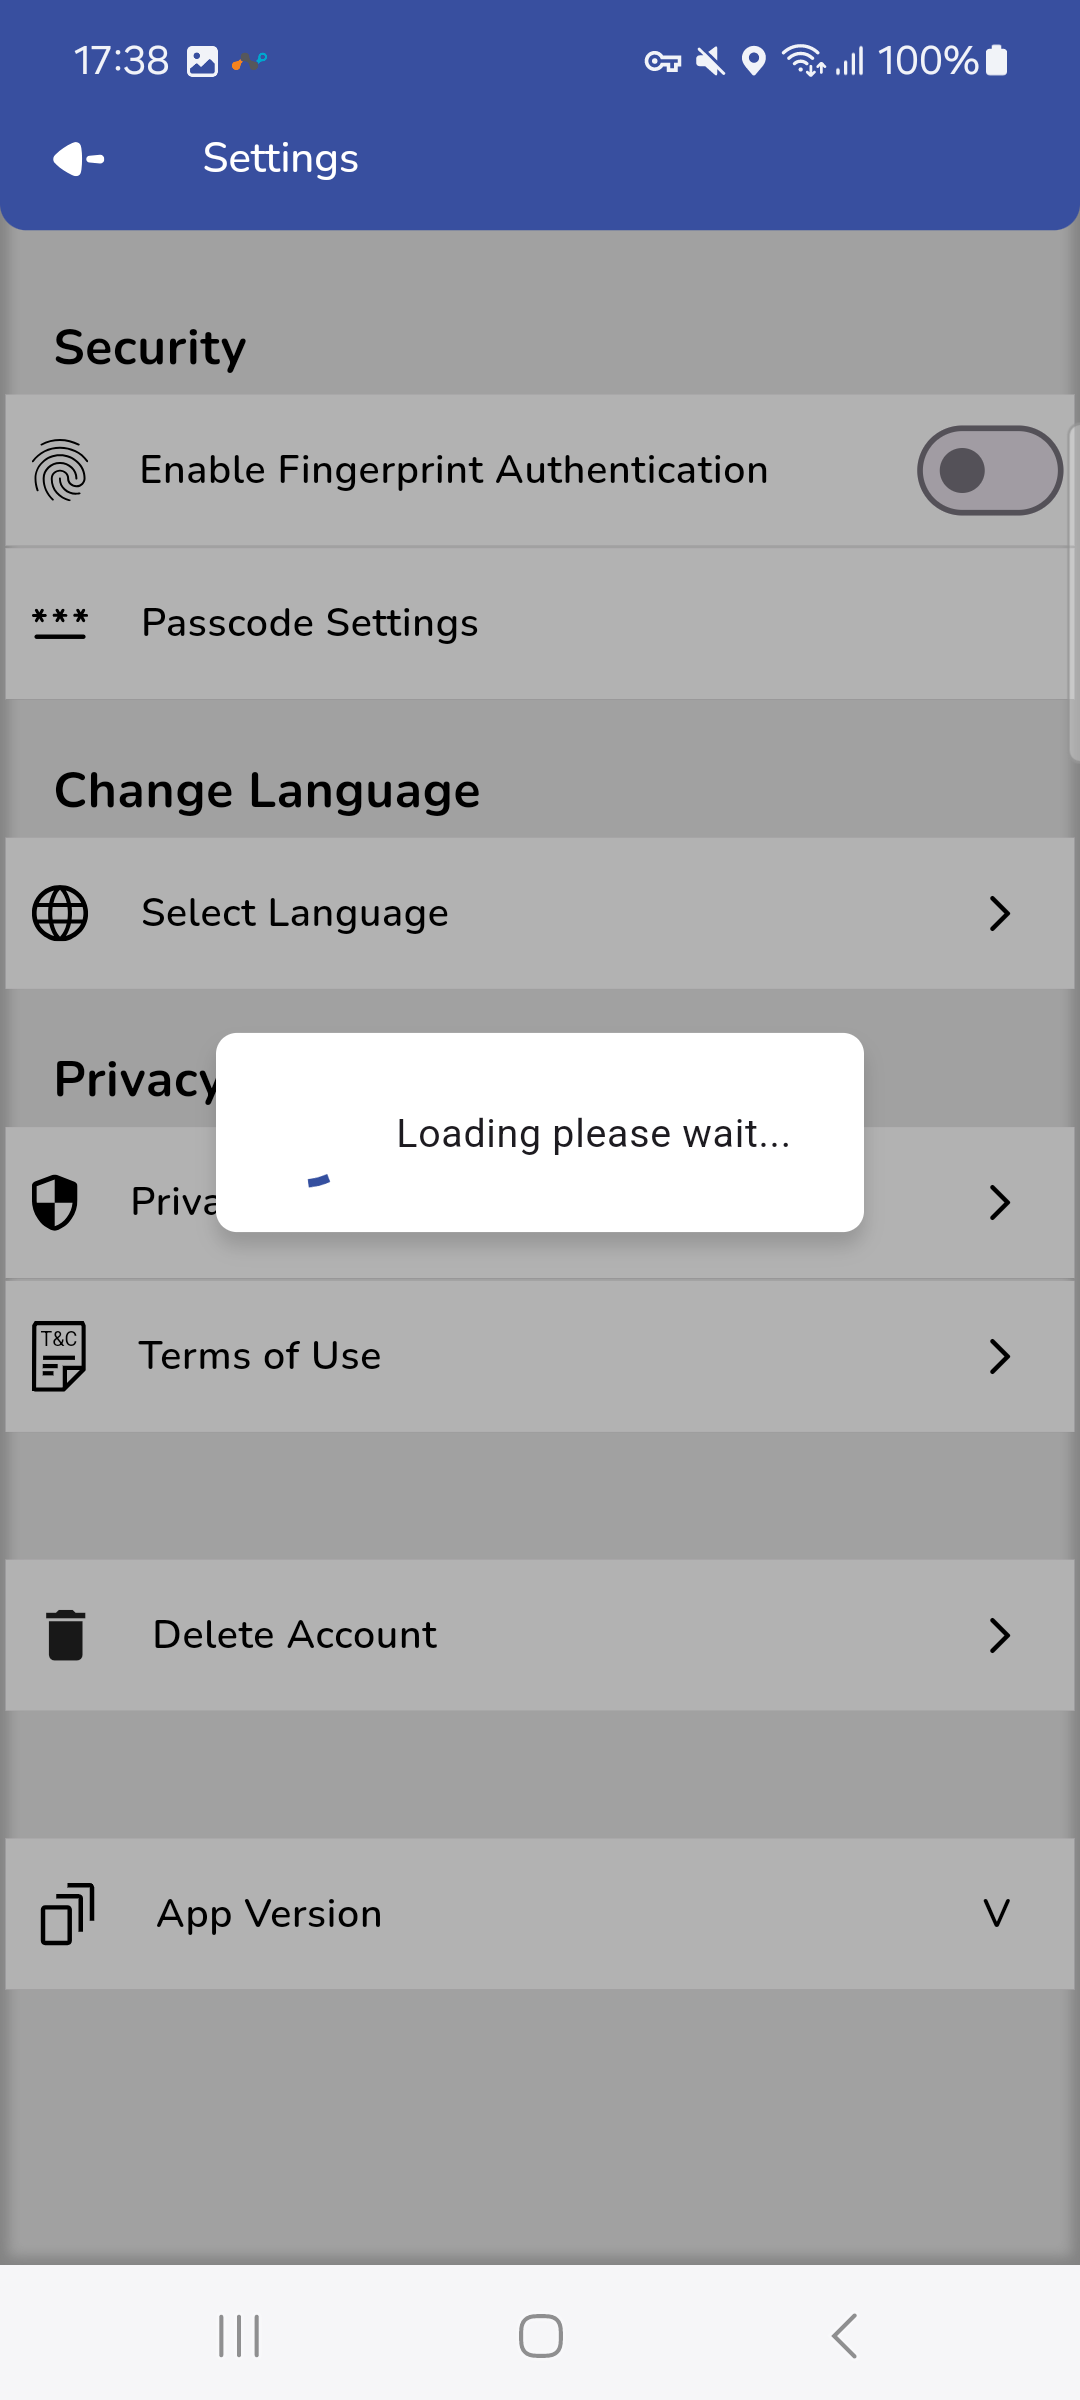 17:38
100%
Settings
Security
Enable Fingerprint Authentication
***
Passcode Settings
Change Language
Select Language
Privacy
Loading please wait...
Priva
T&C
Terms of Use
Delete Account
App Version
V